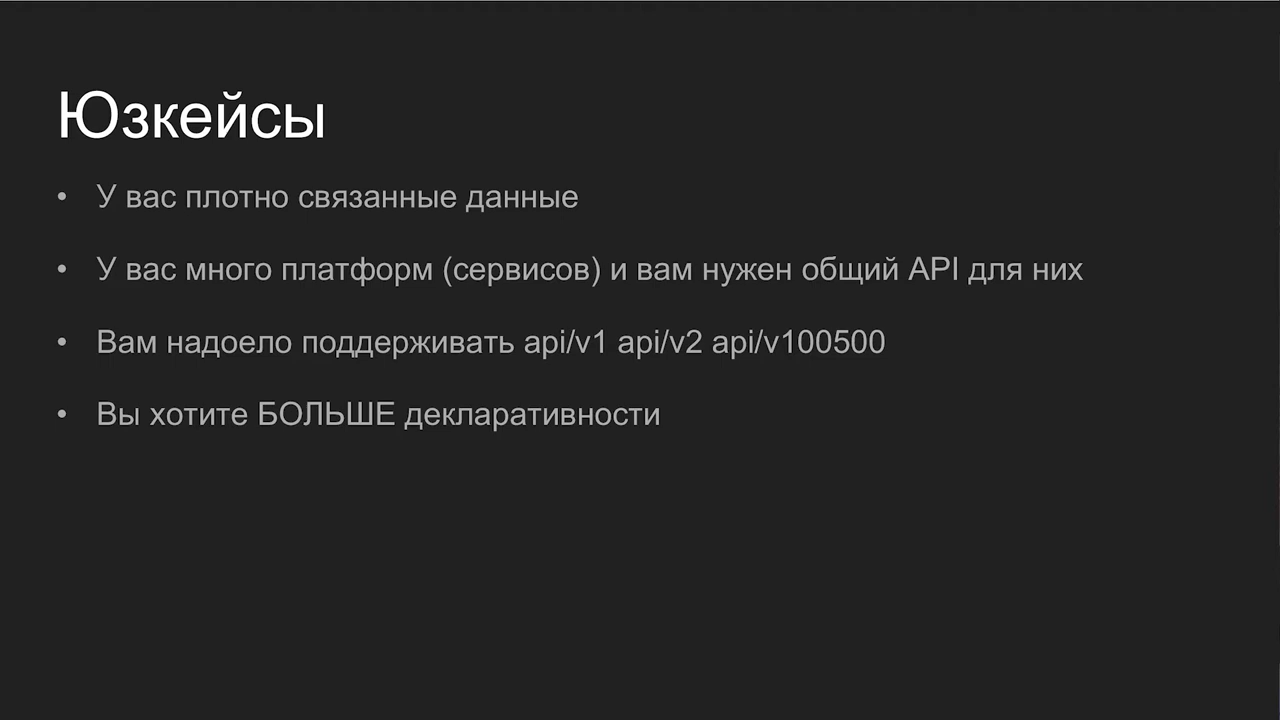 Юзкейсы
• У вас плотно связанные данные
• У вас много платформ (сервисов) и вам нужен общий API для них
• Вам надоело поддерживать api/v1 api/v2 api/v100500
• Вы хотите БОЛЬШЕ декларативности